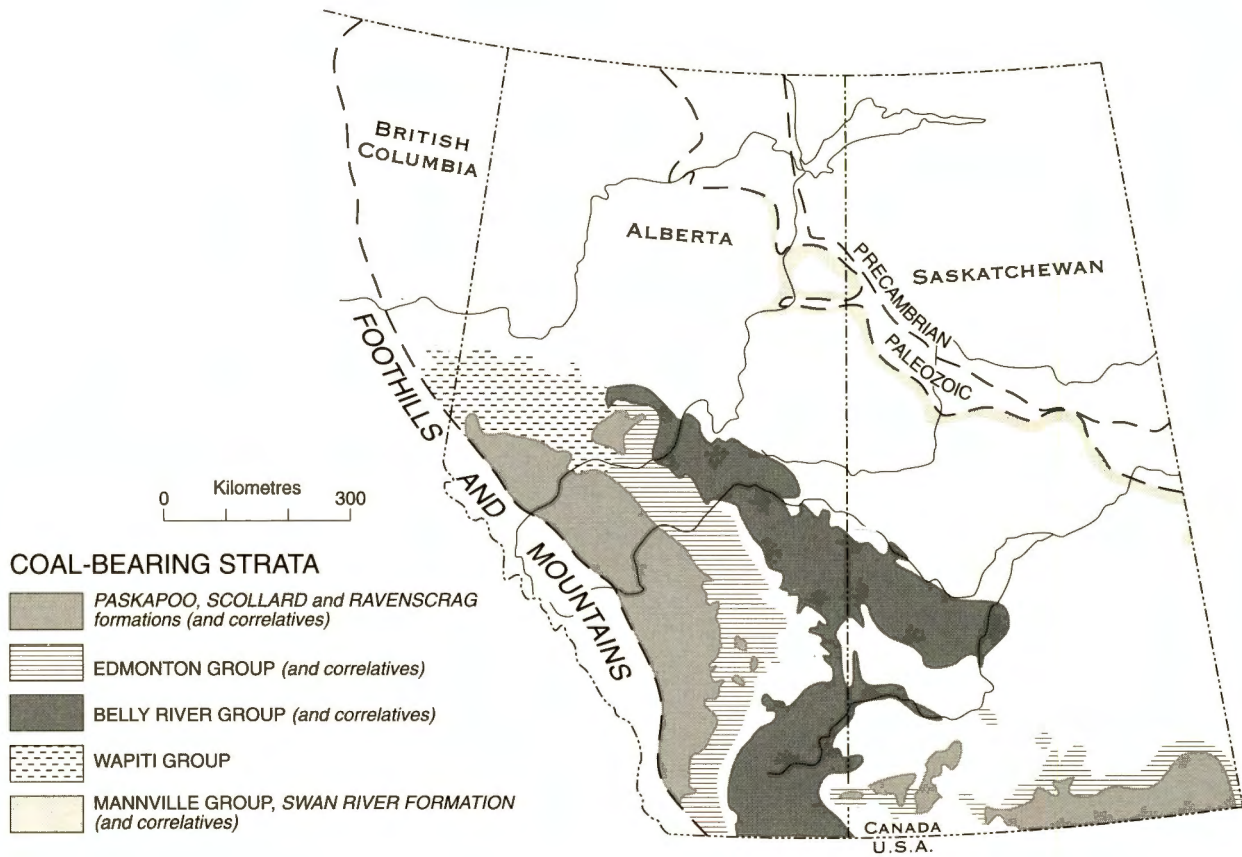 BRITISH
COLUMBIA
ALBERTA
SASKATCHEWAN
PRECAMBRIAN
PALEOZOIC
FOOTHILLS
AND
MOUNTAINS
Kilometres
0 300
COAL-BEARING STRATA
PASKAPOO, SCOLLARD and RAVENSCRAG
formations (and correlatives)
EDMONTON GROUP (and correlatives)
BELLY RIVER GROUP (and correlatives)
WAPITI GROUP
MANNVILLE GROUP, SWAN RIVER FORMATION
(and correlatives)
CANADA
U.S.A.